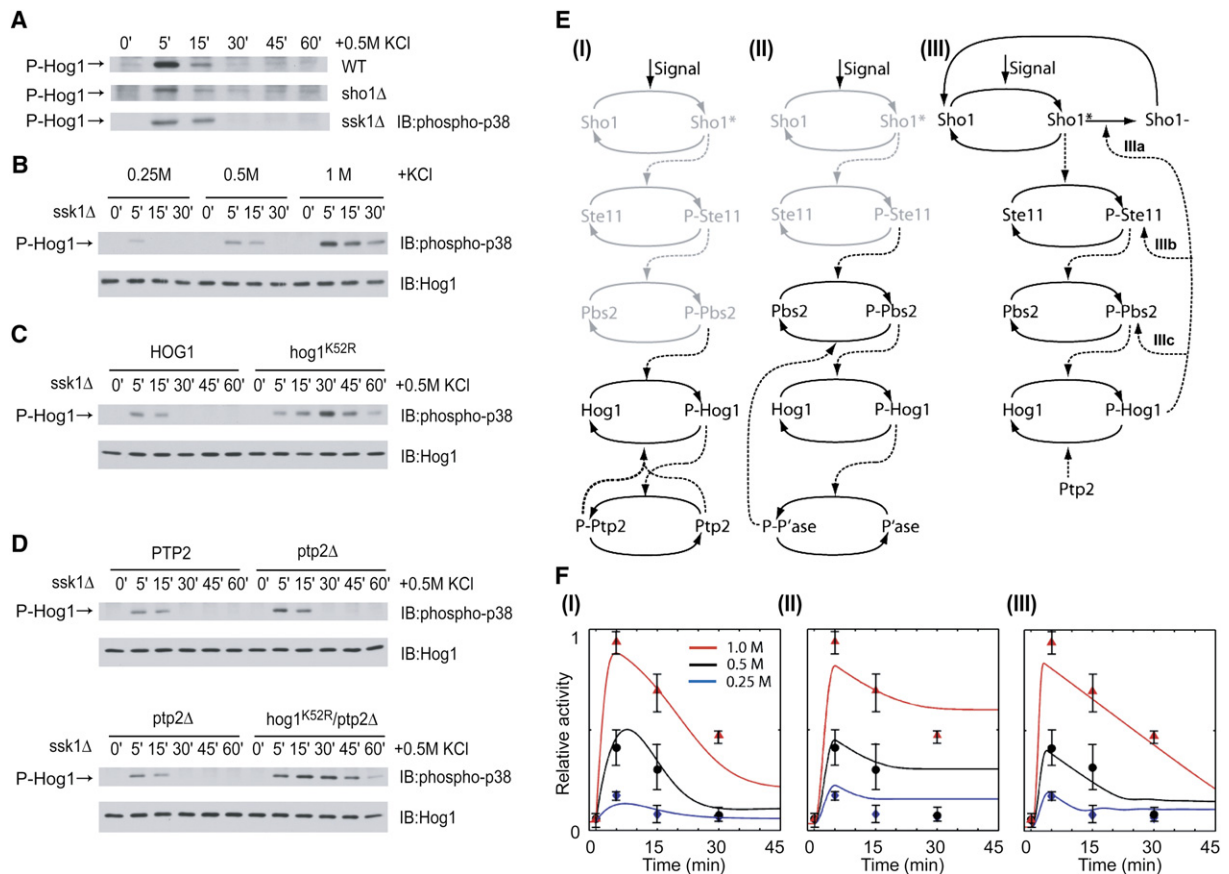 A
0' 5' 15' 30' 45' 60' +0.5M KCl
P-Hog1→ WT
P-Hog1→ sho1Δ
P-Hog1→ ssk1Δ IB:phospho-p38
B
0.25M 0.5M 1 M +KCl
ssk1Δ 0' 5' 15' 30' 0' 5' 15' 30' 0' 5' 15' 30'
P-Hog1→ IB:phospho-p38
IB:Hog1
C
HOG1 hog1K52R
ssk1Δ 0' 5' 15' 30' 45' 60' 0' 5' 15' 30' 45' 60' +0.5M KCl
P-Hog1→ IB:phospho-p38
IB:Hog1
D
PTP2 ptp2Δ
ssk1Δ 0' 5' 15' 30' 45' 60' 0' 5' 15' 30' 45' 60' +0.5M KCl
P-Hog1→ IB:phospho-p38
IB:Hog1
ptp2Δ hog1K52R/ptp2Δ
ssk1Δ 0' 5' 15' 30' 45' 60' 0' 5' 15' 30' 45' 60' +0.5M KCl
P-Hog1→ IB:phospho-p38
IB:Hog1
E
(I)
Signal
Sho1 Sho1*
Ste11 P-Ste11
Pbs2 P-Pbs2
Hog1 P-Hog1
P-Ptp2 Ptp2
(II)
Signal
Sho1 Sho1*
Ste11 P-Ste11
Pbs2 P-Pbs2
Hog1 P-Hog1
P-P'ase P'ase
(III)
Signal
Sho1 Sho1* Sho1-
IIIa
Ste11 P-Ste11
IIIb
Pbs2 P-Pbs2
IIIc
Hog1 P-Hog1
Ptp2
F
(I) (II) (III)
Relative activity
1
0
1.0 M
0.5 M
0.25 M
0 15 30 45
Time (min)
0 15 30 45
Time (min)
0 15 30 45
Time (min)